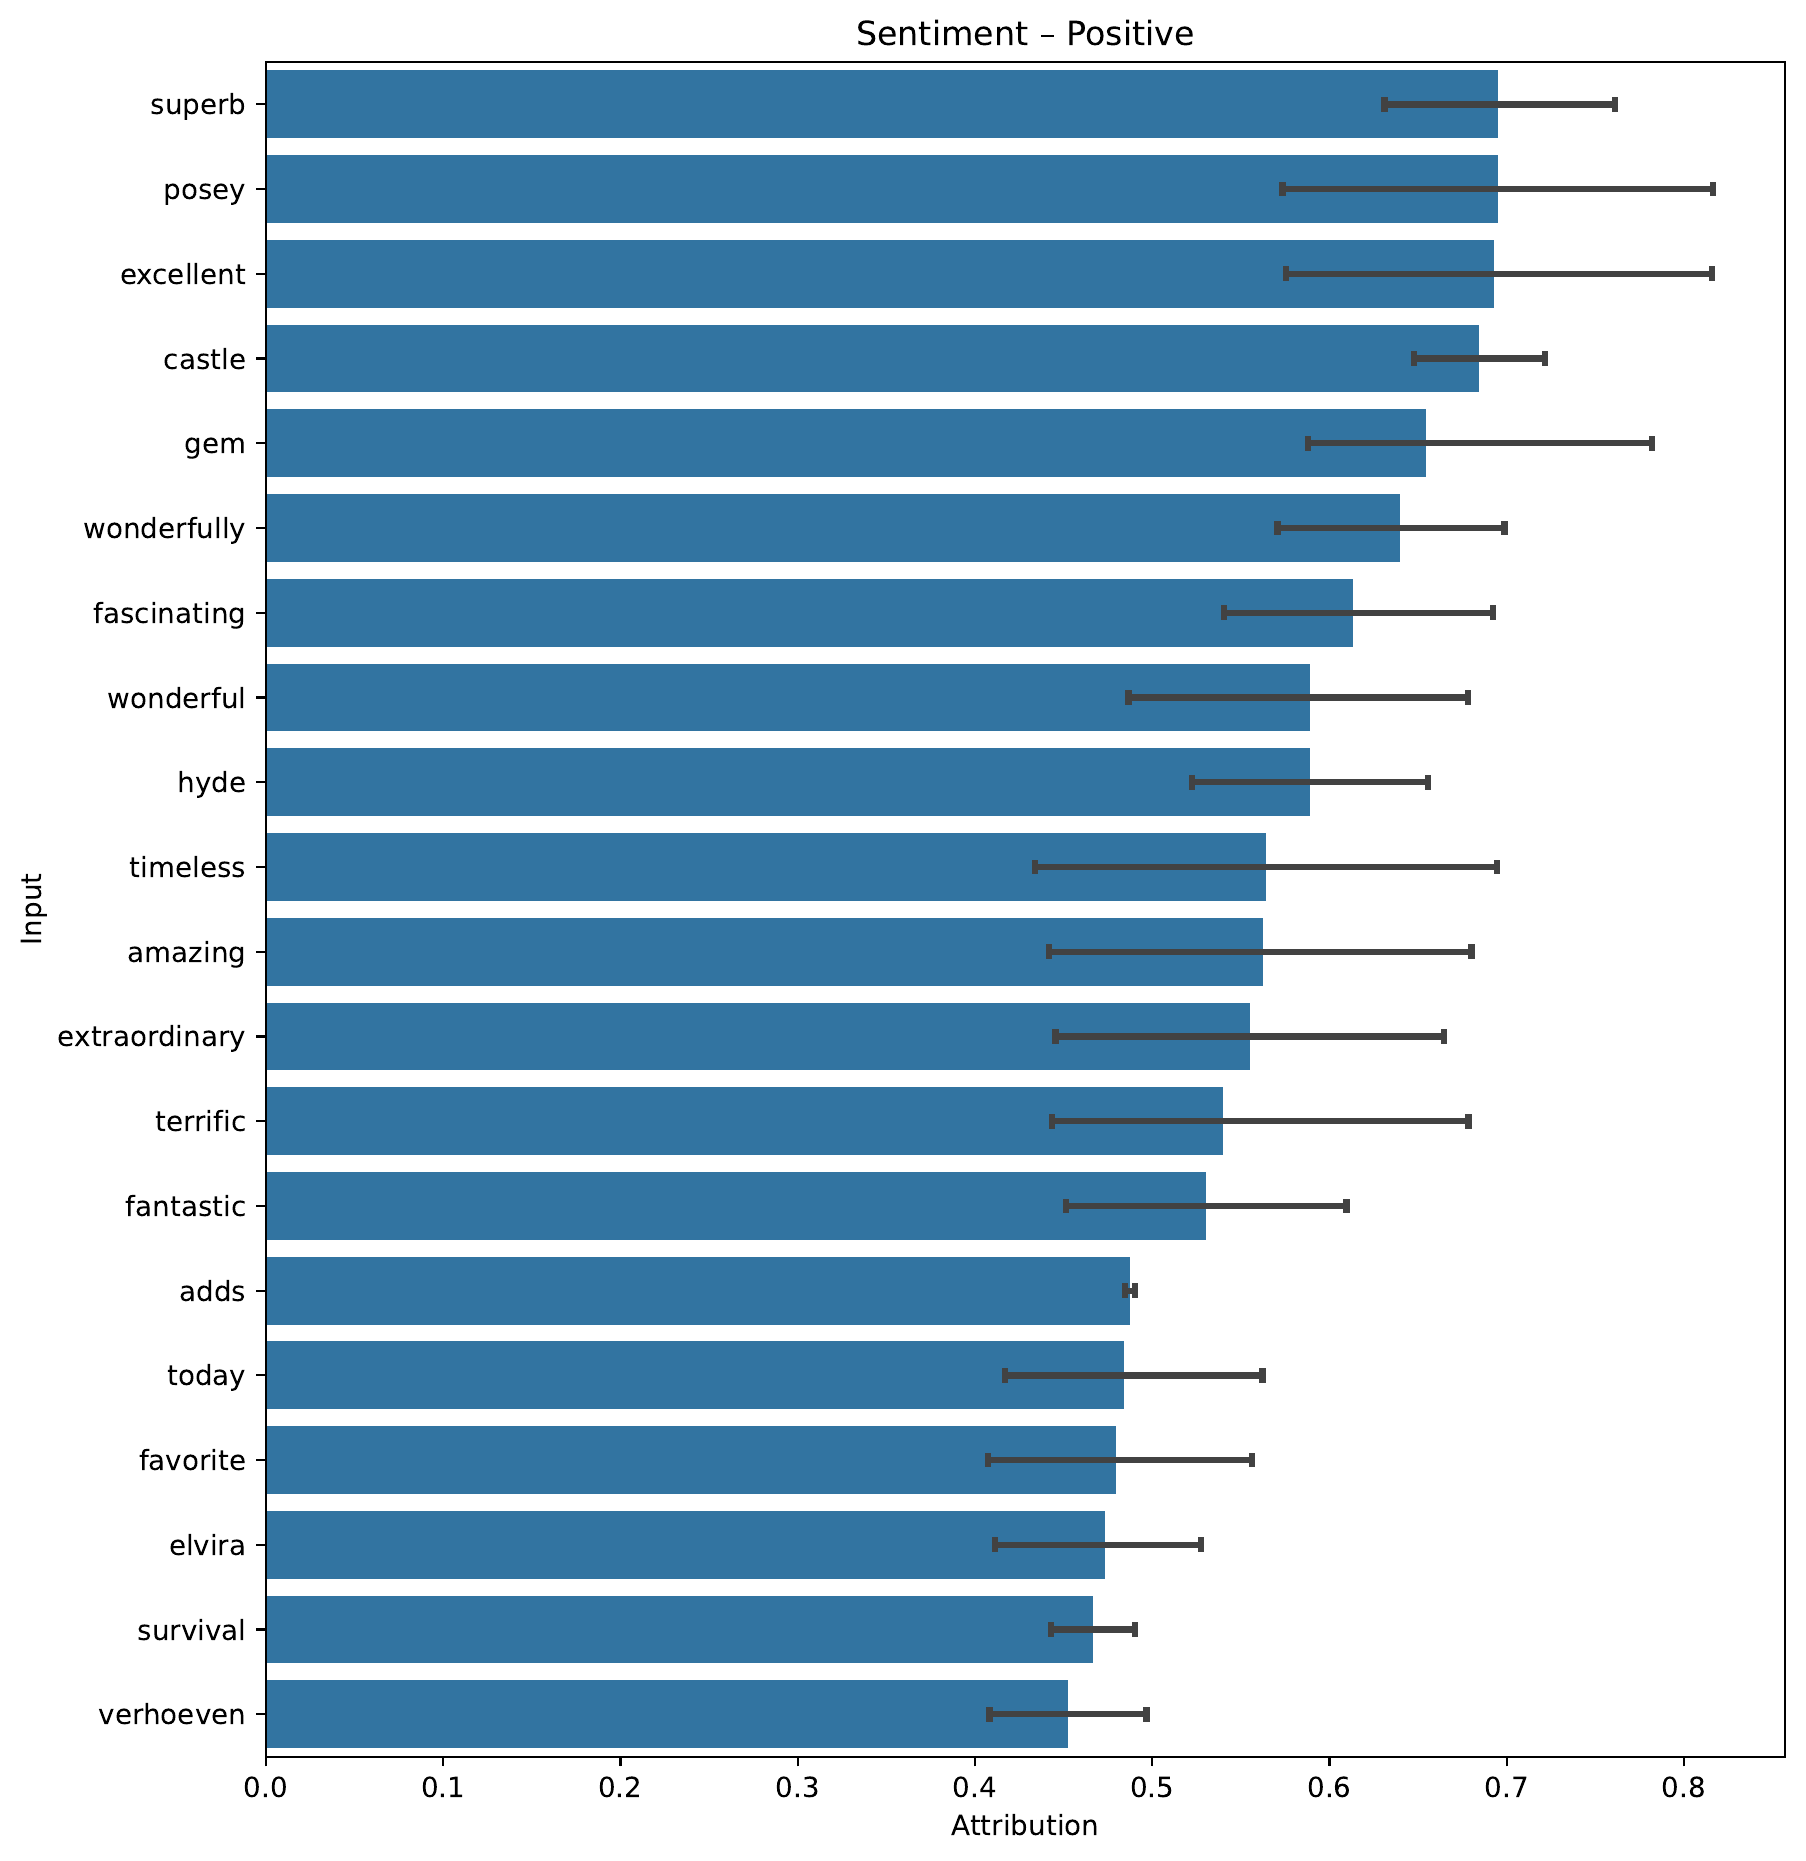 Sentiment – Positive
superb
posey
excellent
castle
gem
wonderfully
fascinating
wonderful
hyde
timeless
amazing
extraordinary
terrific
fantastic
adds
today
favorite
elvira
survival
verhoeven
Input
0.0 0.1 0.2 0.3 0.4 0.5 0.6 0.7 0.8
Attribution